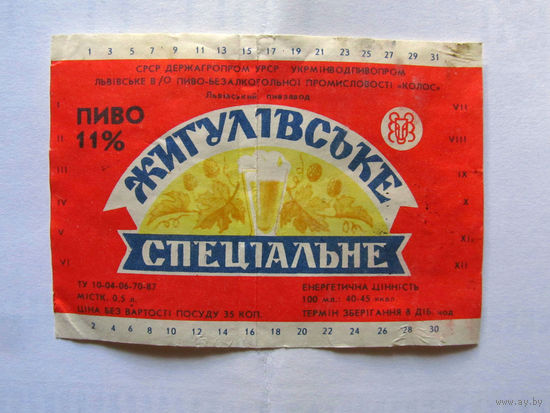 1 3 5 7 9 11 13 15 17 19 21 23 25 27 29 31
СРСР ДЕРЖАГРОПРОМ УРСР. УКРМІНВОДПИВОПРОМ
ЛЬВІВСЬКЕ В/О ПИВО-БЕЗАЛКОГОЛЬНОЇ ПРОМИСЛОВОСТІ «КОЛОС»
Львівський пивзавод
ПИВО
11%
I
II
III
IV
V
VI
VII
VIII
IX
X
XI
XII
ЖИГУЛІВСЬКЕ
СПЕЦІАЛЬНЕ
ТУ 10-04-06-70-87
МІСТК. 0,5 л.
ЦІНА БЕЗ ВАРТОСТІ ПОСУДУ 35 КОП.
ЕНЕРГЕТИЧНА ЦІННІСТЬ
100 мл.: 40-45 ккал.
ТЕРМІН ЗБЕРІГАННЯ 8 ДІБ.
2 4 6 8 10 12 14 16 18 20 22 24 26 28 30
www.ay.by